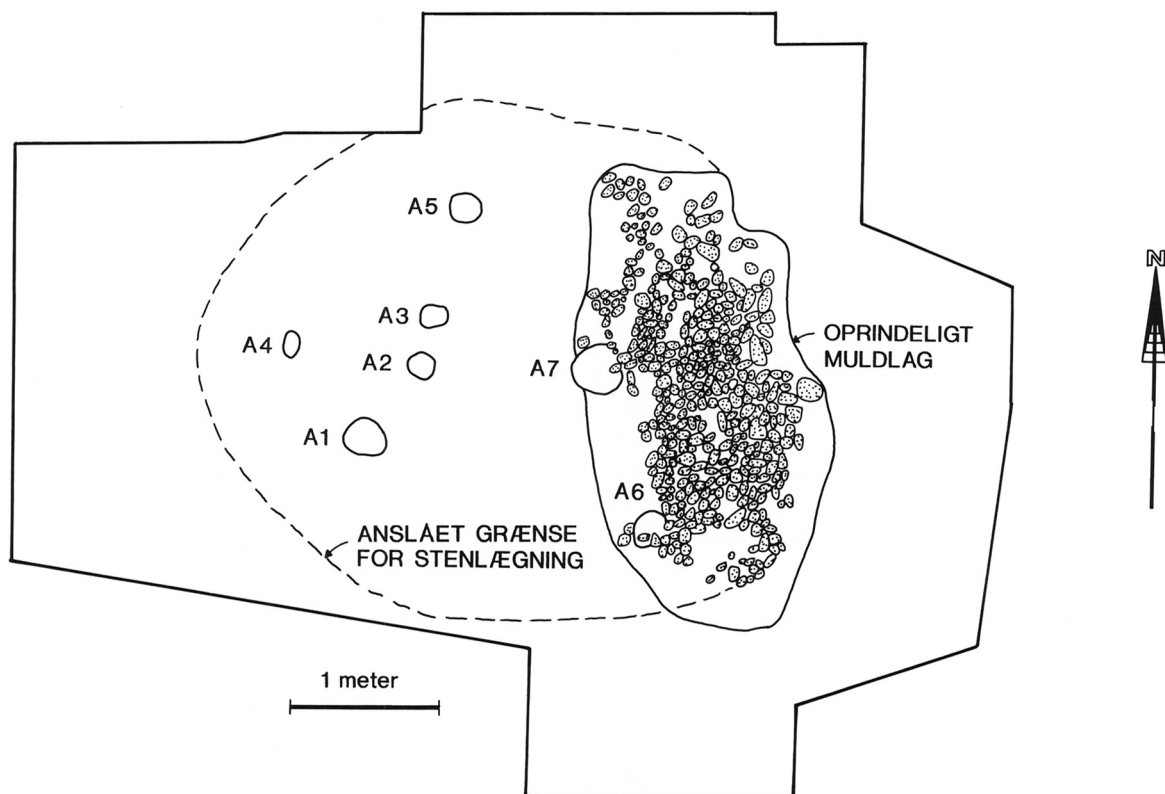 A5
A3
A4
A2
A7
A1
A6
OPRINDELIGT
MULDLAG
ANSLÅET GRÆNSE
FOR STENLÆGNING
1 meter
N